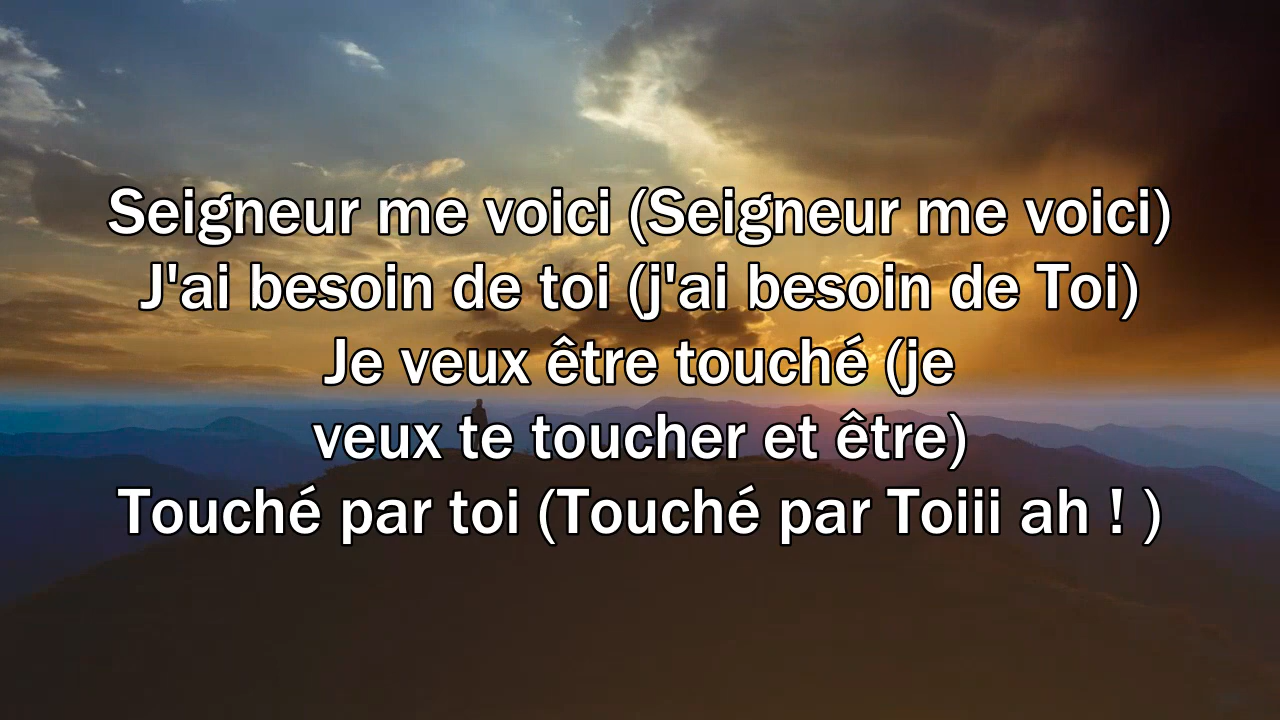 Seigneur me voici (Seigneur me voici)
J'ai besoin de toi (j'ai besoin de Toi)
Je veux être touché (je
veux te toucher et être)
Touché par toi (Touché par Toiii ah ! )